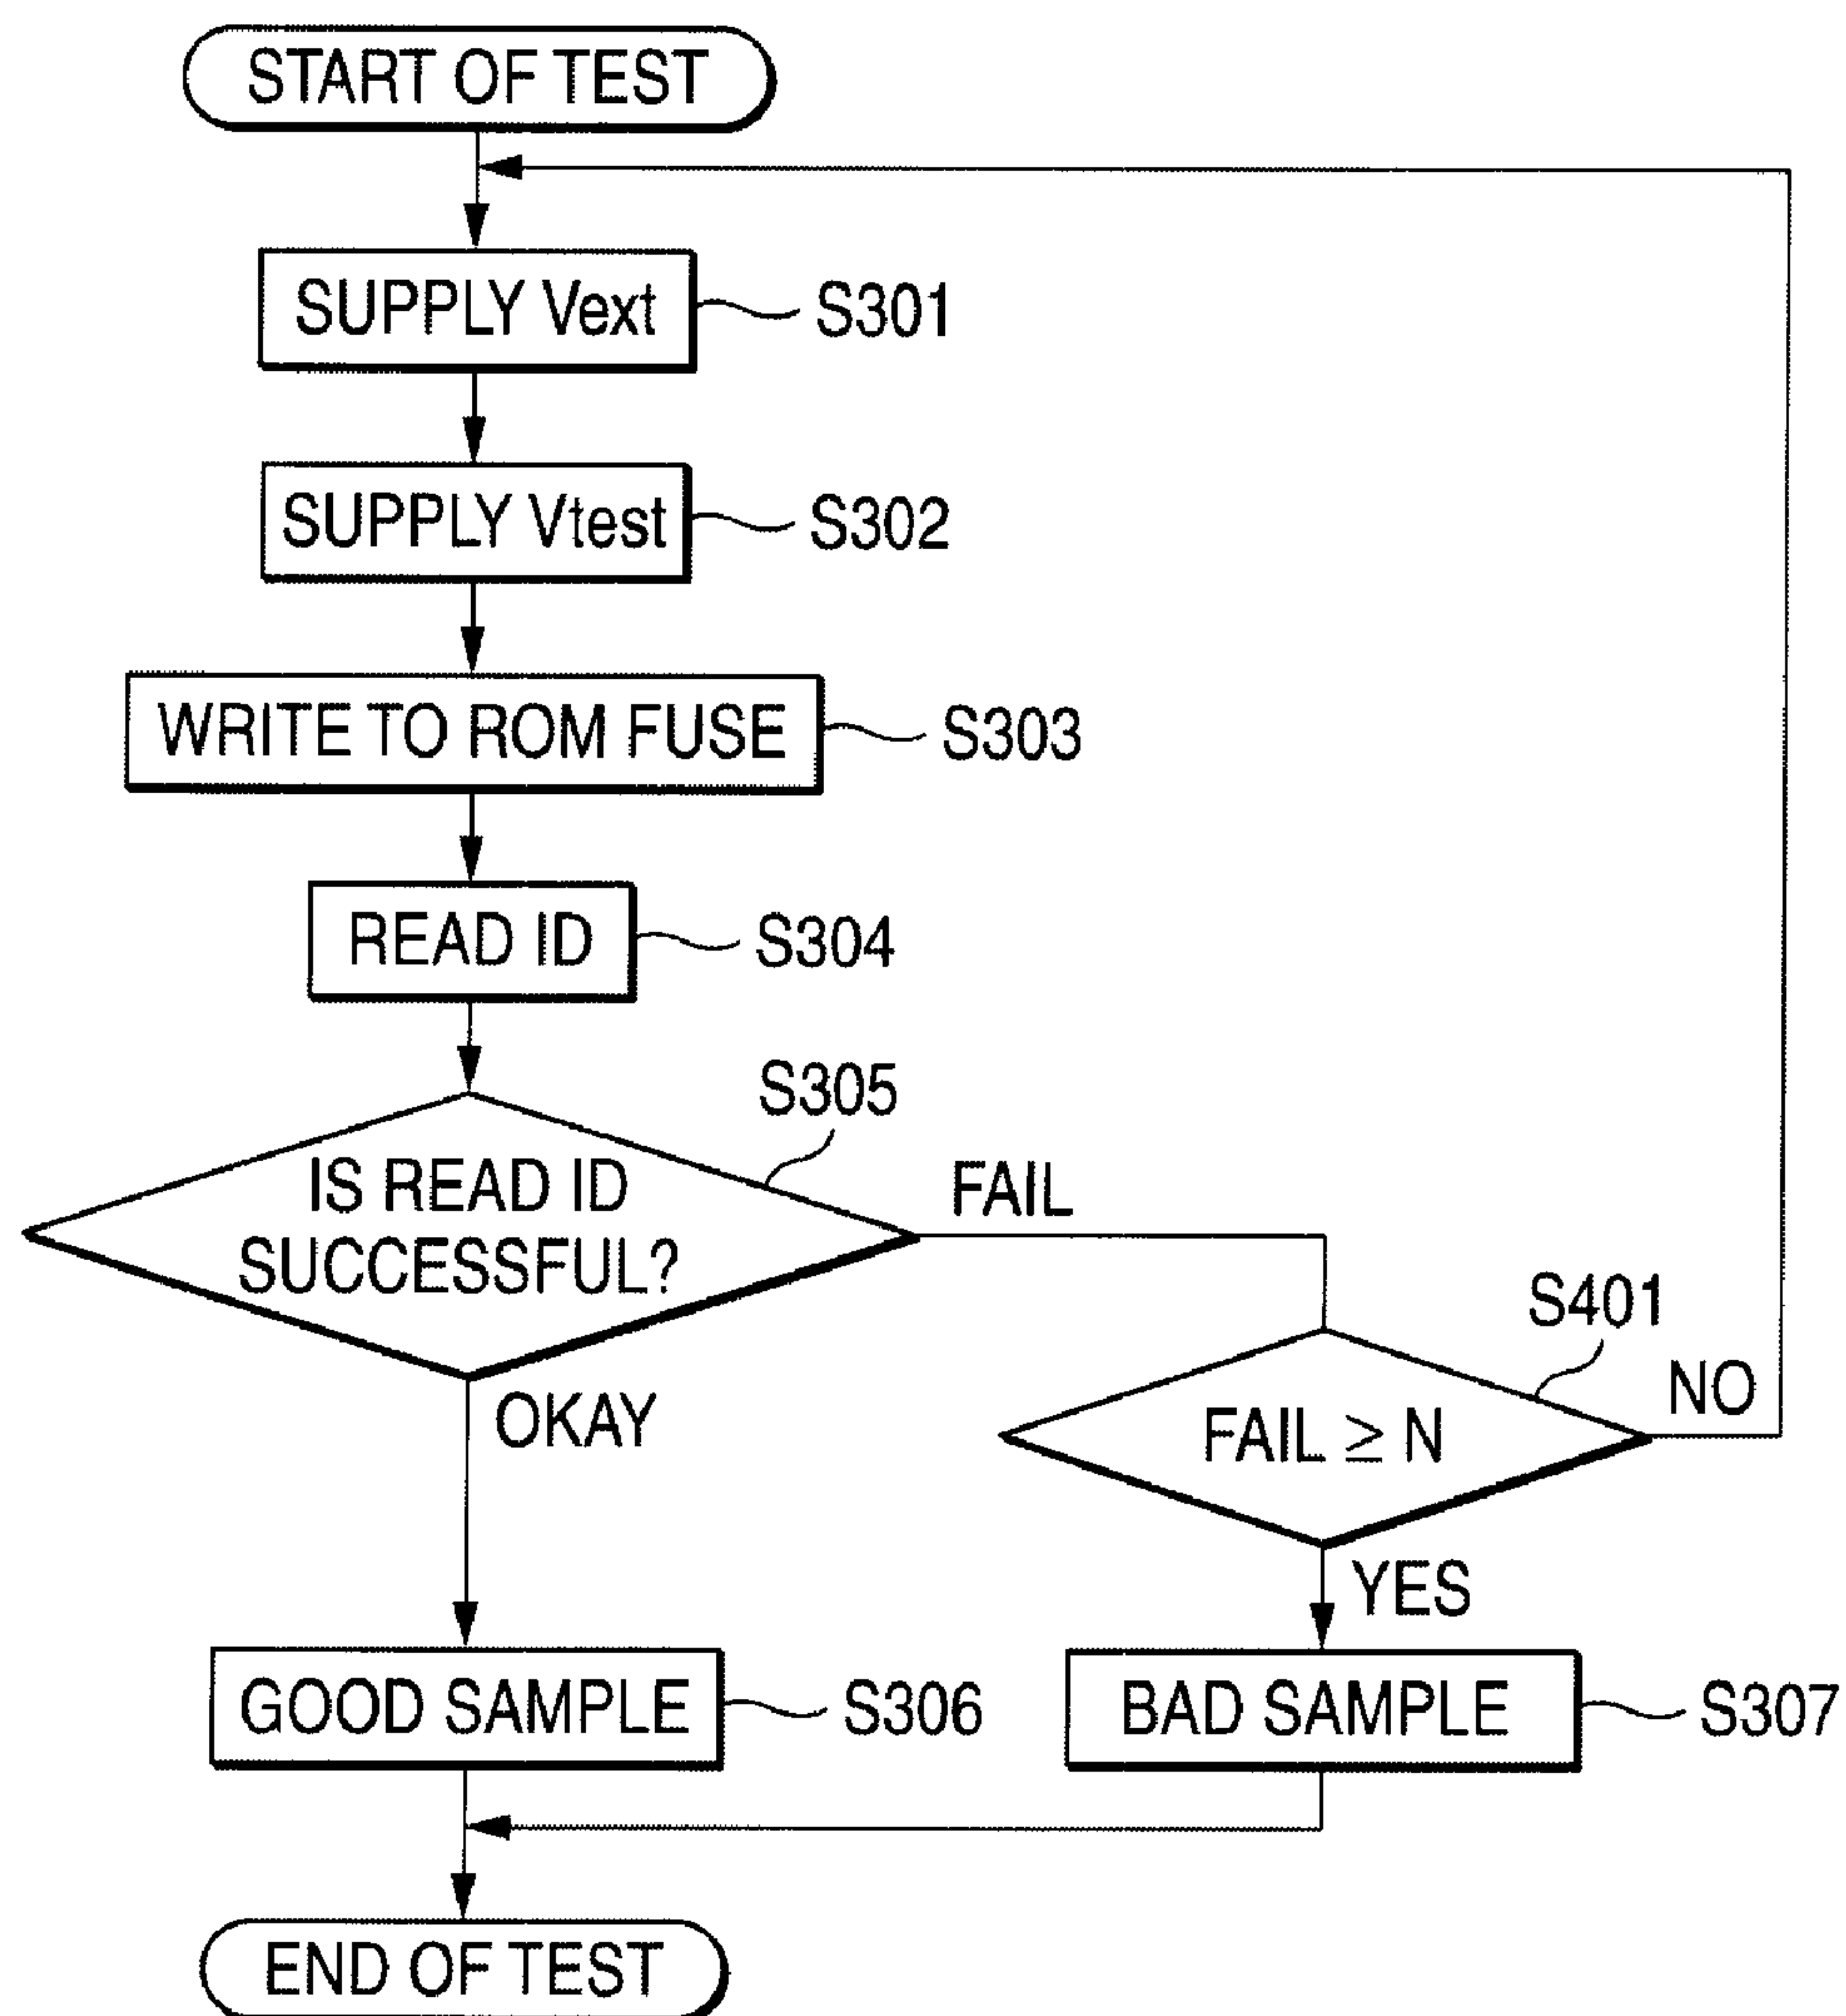 START OF TEST
SUPPLY Vext
S301
SUPPLY Vtest
S302
WRITE TO ROM FUSE
S303
READ ID
S304
S305
IS READ ID
SUCCESSFUL?
FAIL
OKAY
S401
FAIL ≥ N
NO
YES
GOOD SAMPLE
S306
BAD SAMPLE
S307
END OF TEST